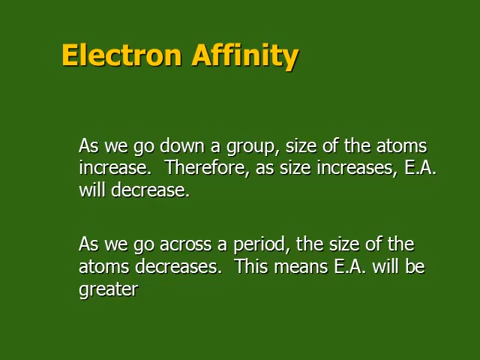 Electron Affinity
As we go down a group, size of the atoms
increase. Therefore, as size increases, E.A.
will decrease.
As we go across a period, the size of the
atoms decreases. This means E.A. will be
greater